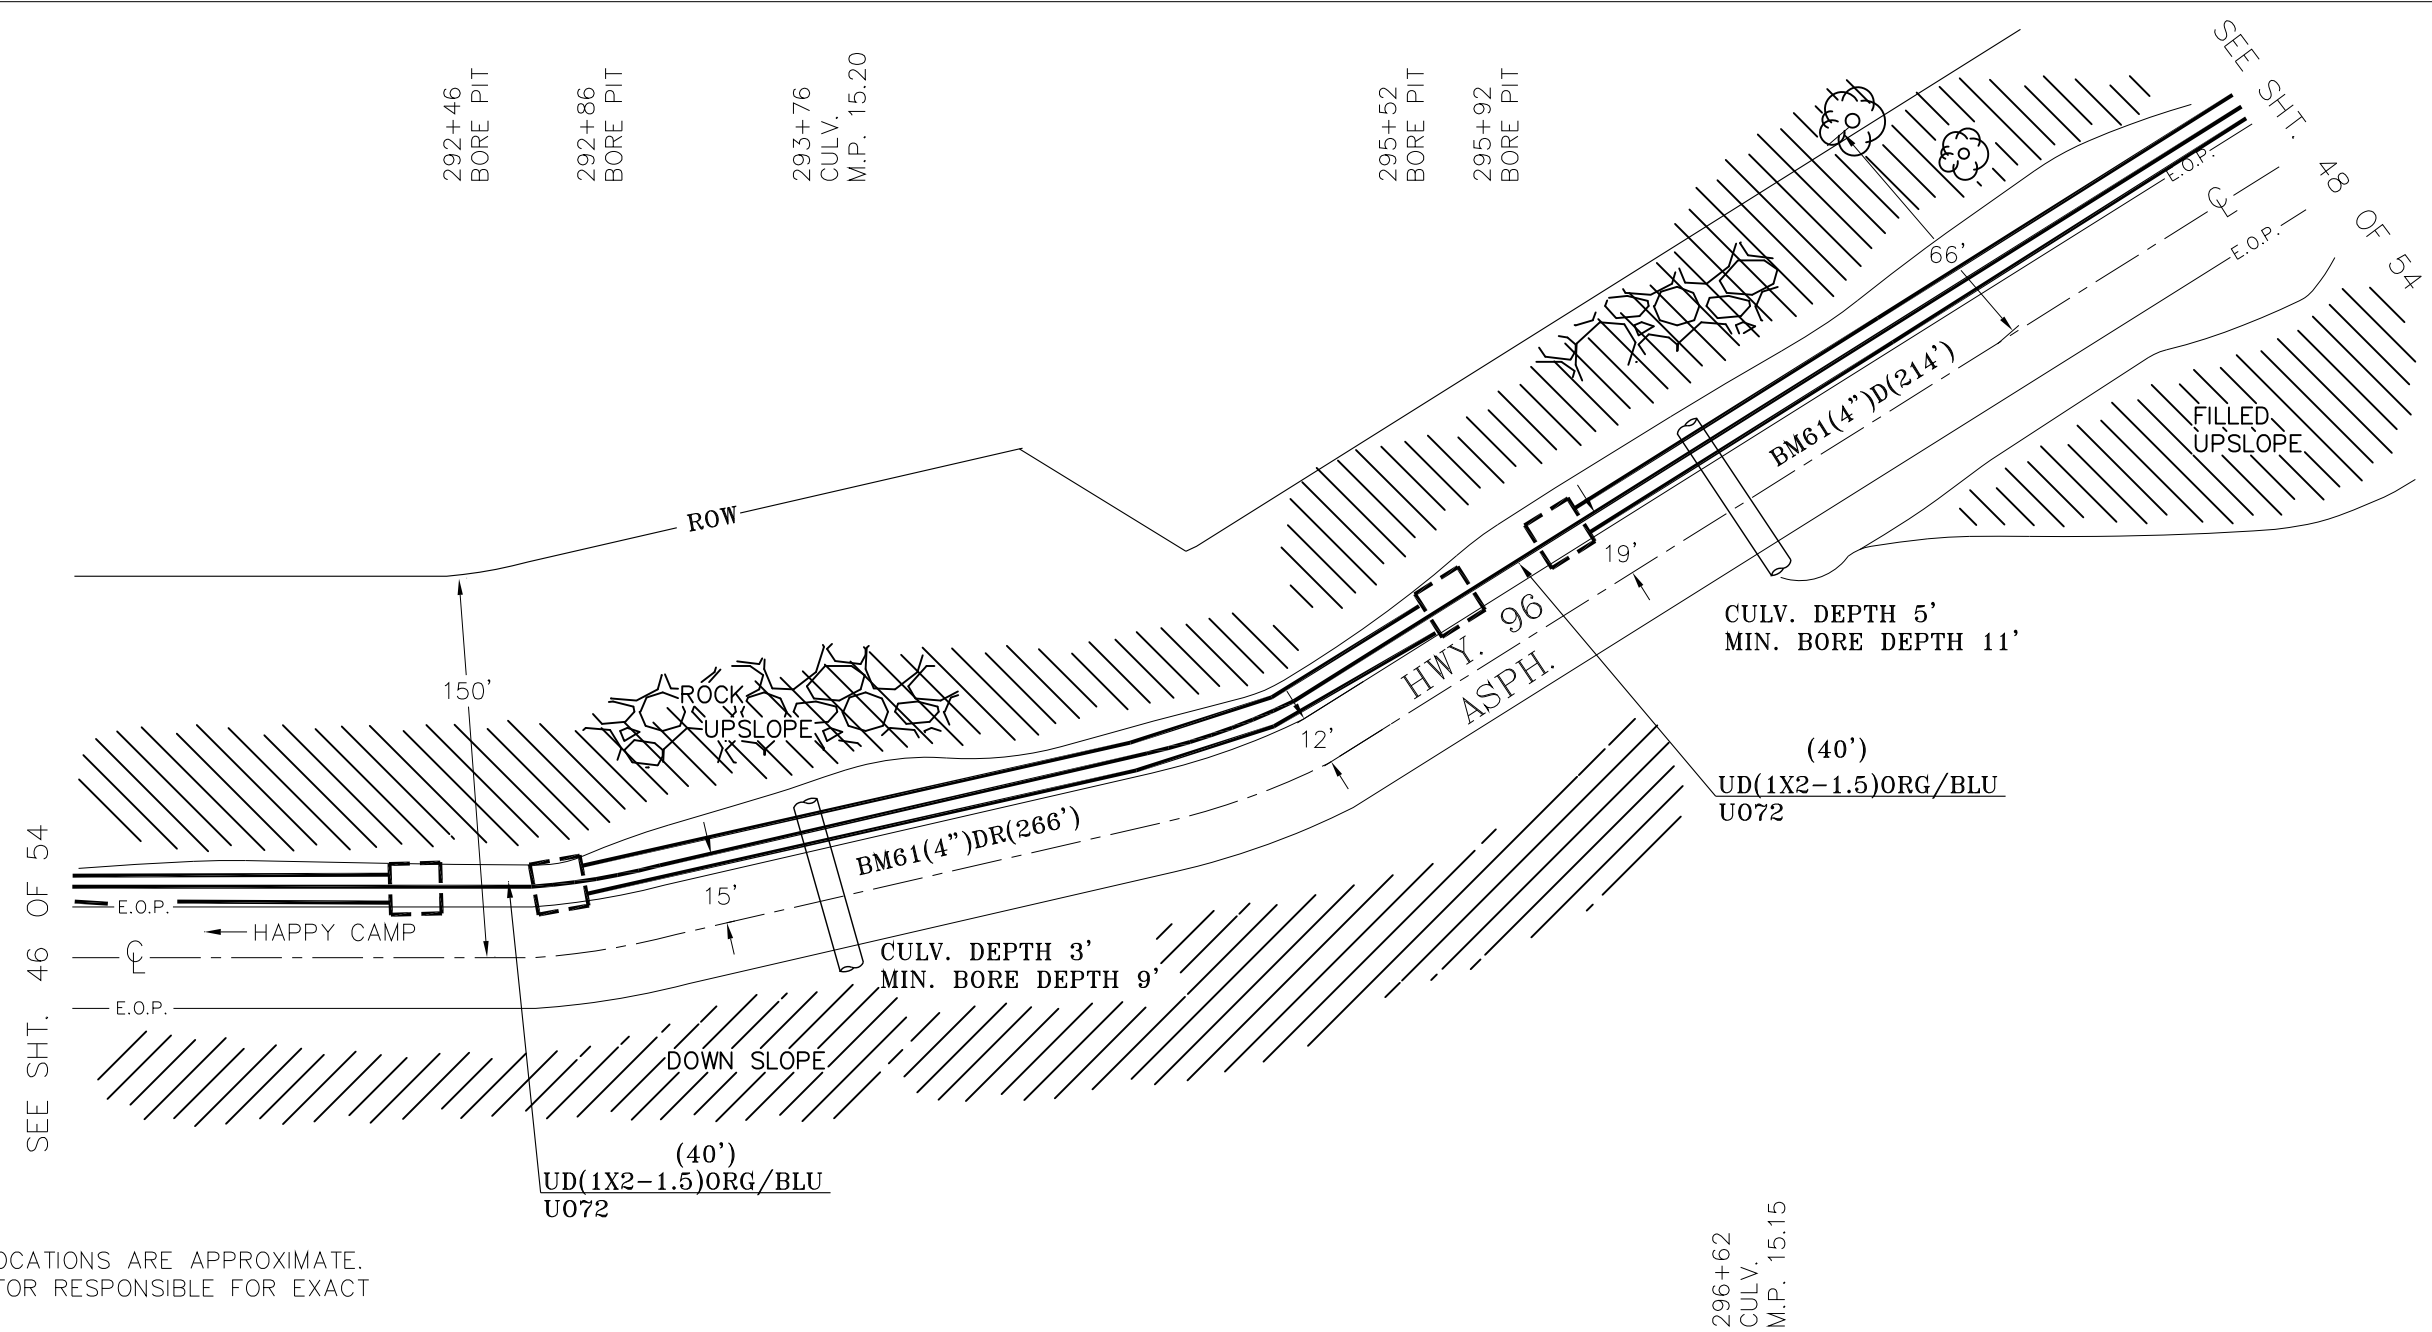 292+46
BORE PIT
292+86
BORE PIT
293+76
CULV.
M.P. 15.20
295+52
BORE PIT
295+92
BORE PIT
SEE SHT. 48 OF 54
E.O.P.
CL
E.O.P.
66'
BM61(4")D(214')
FILLED
UPSLOPE
ROW
19'
CULV. DEPTH 5'
MIN. BORE DEPTH 11'
HWY. 96
ASPH.
150'
ROCK
UPSLOPE
12'
(40')
UD(1X2-1.5)ORG/BLU
UO72
BM61(4")DR(266')
15'
SEE SHT. 46 OF 54
E.O.P.
HAPPY CAMP
CL
E.O.P.
CULV. DEPTH 3'
MIN. BORE DEPTH 9'
DOWN SLOPE
(40')
UD(1X2-1.5)ORG/BLU
UO72
OCATIONS ARE APPROXIMATE.
TOR RESPONSIBLE FOR EXACT
296+62
CULV.
M.P. 15.15